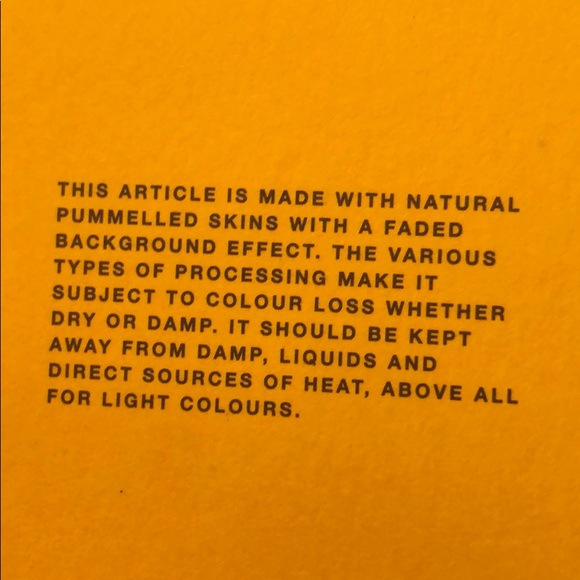 THIS ARTICLE IS MADE WITH NATURAL
PUMMELLED SKINS WITH A FADED
BACKGROUND EFFECT. THE VARIOUS
TYPES OF PROCESSING MAKE IT
SUBJECT TO COLOUR LOSS WHETHER
DRY OR DAMP. IT SHOULD BE KEPT
AWAY FROM DAMP, LIQUIDS AND
DIRECT SOURCES OF HEAT, ABOVE ALL
FOR LIGHT COLOURS.